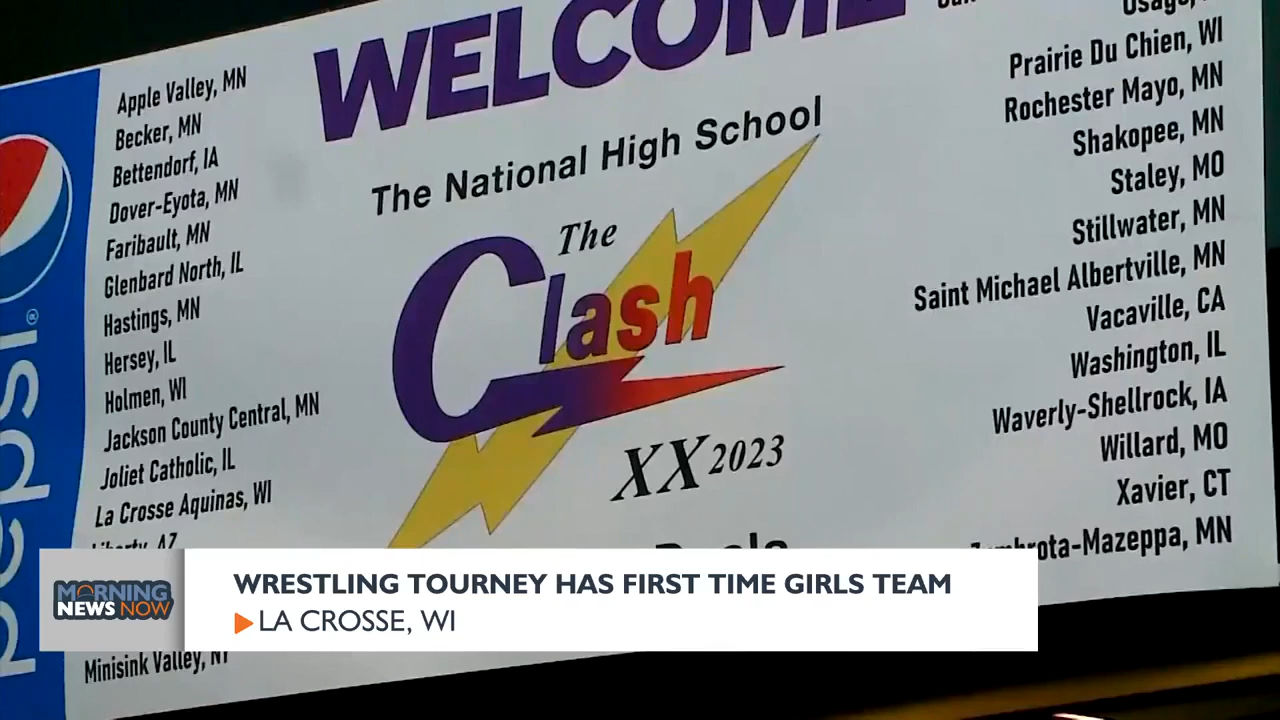 WELCOME
The National High School
The
Clash
XX 2023
pepsi®
Apple Valley, MN
Becker, MN
Bettendorf, IA
Dover-Eyota, MN
Faribault, MN
Glenbard North, IL
Hastings, MN
Hersey, IL
Holmen, WI
Jackson County Central, MN
Joliet Catholic, IL
La Crosse Aquinas, WI
Liberty, AZ
Minisink Valley, NY
Prairie Du Chien, WI
Rochester Mayo, MN
Shakopee, MN
Staley, MO
Stillwater, MN
Saint Michael Albertville, MN
Vacaville, CA
Washington, IL
Waverly-Shellrock, IA
Willard, MO
Xavier, CT
Zumbrota-Mazeppa, MN
MORNING
NEWS NOW
WRESTLING TOURNEY HAS FIRST TIME GIRLS TEAM
LA CROSSE, WI